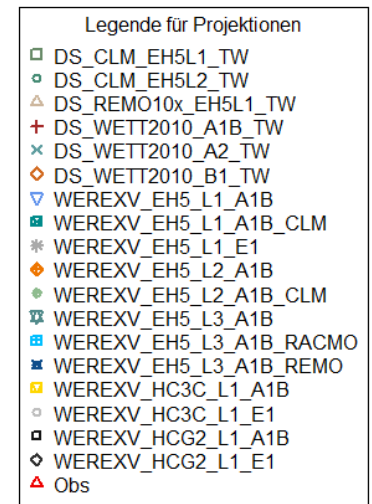 Legende für Projektionen
DS_CLM_EH5L1_TW
DS_CLM_EH5L2_TW
DS_REMO10x_EH5L1_TW
DS_WETT2010_A1B_TW
DS_WETT2010_A2_TW
DS_WETT2010_B1_TW
WEREXV_EH5_L1_A1B
WEREXV_EH5_L1_A1B_CLM
WEREXV_EH5_L1_E1
WEREXV_EH5_L2_A1B
WEREXV_EH5_L2_A1B_CLM
WEREXV_EH5_L3_A1B
WEREXV_EH5_L3_A1B_RACMO
WEREXV_EH5_L3_A1B_REMO
WEREXV_HC3C_L1_A1B
WEREXV_HC3C_L1_E1
WEREXV_HCG2_L1_A1B
WEREXV_HCG2_L1_E1
Obs